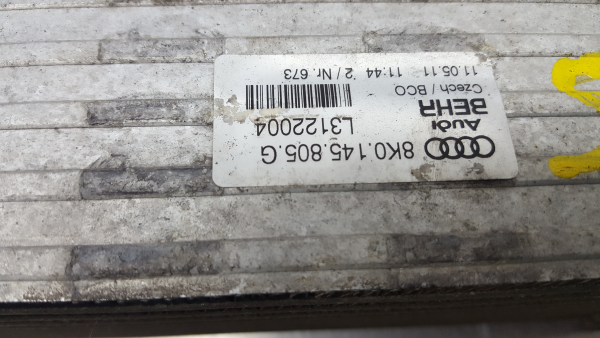 8K0.145.805.G
Audi
BEHR
L3122004
Czech / BCO
11.05.11 11:44 2 / Nr. 673